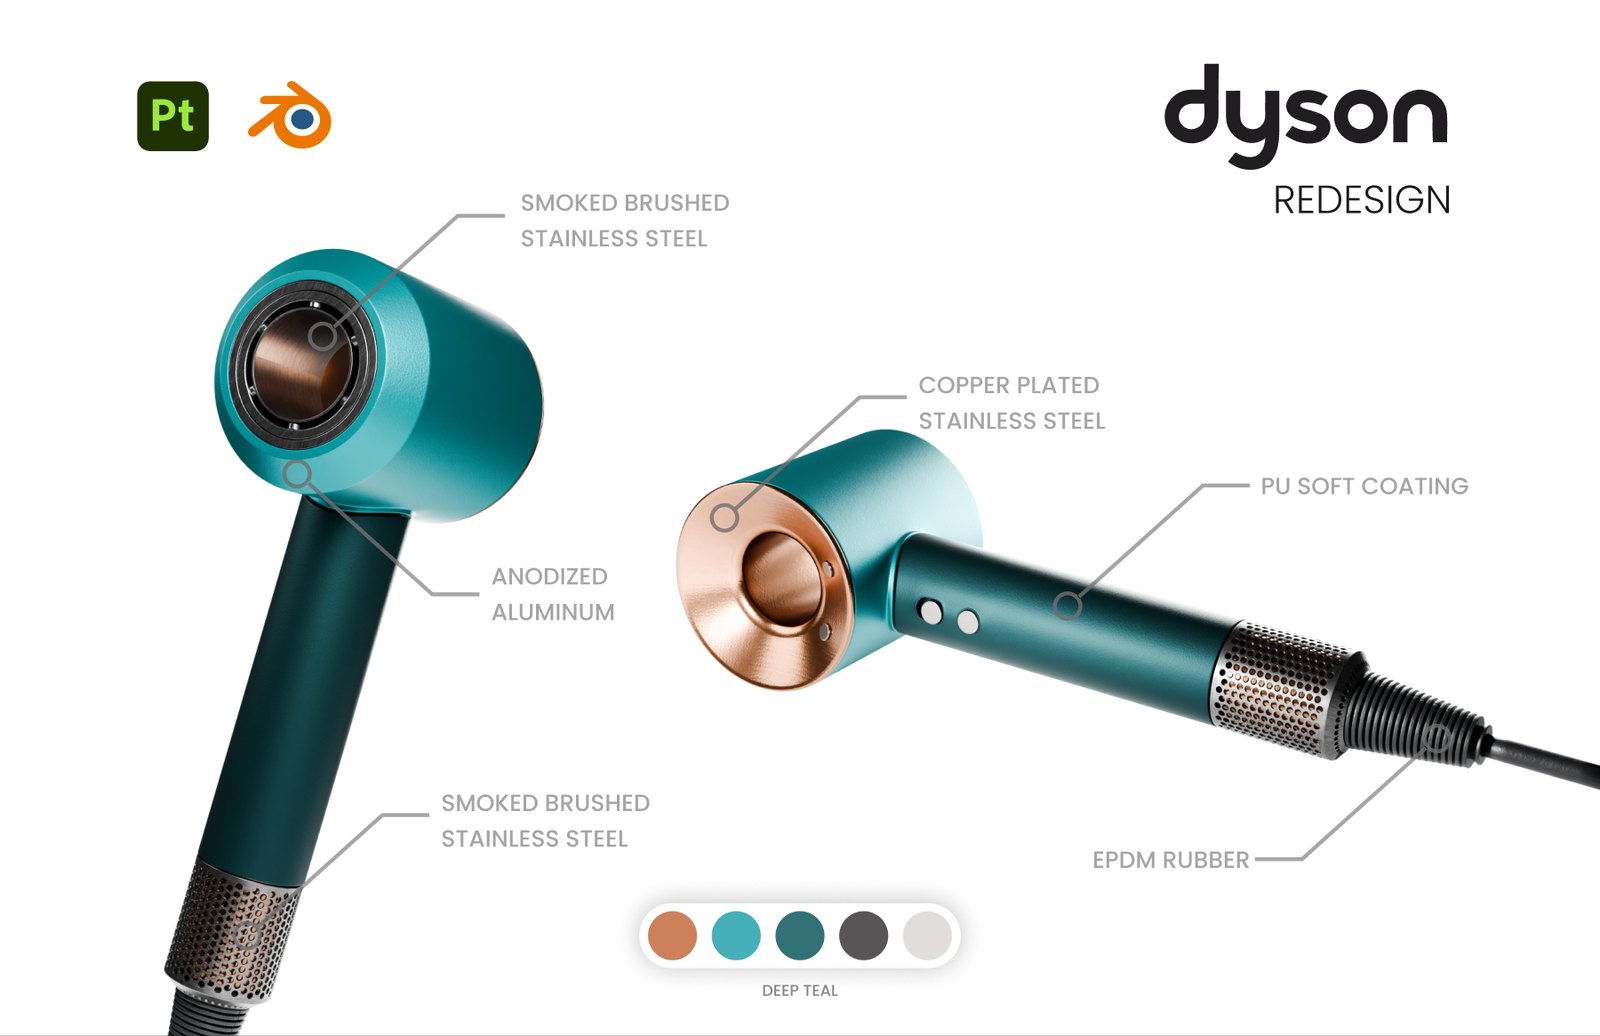 Pt
dyson
REDESIGN
SMOKED BRUSHED
STAINLESS STEEL
COPPER PLATED
STAINLESS STEEL
PU SOFT COATING
ANODIZED
ALUMINUM
SMOKED BRUSHED
STAINLESS STEEL
EPDM RUBBER
DEEP TEAL